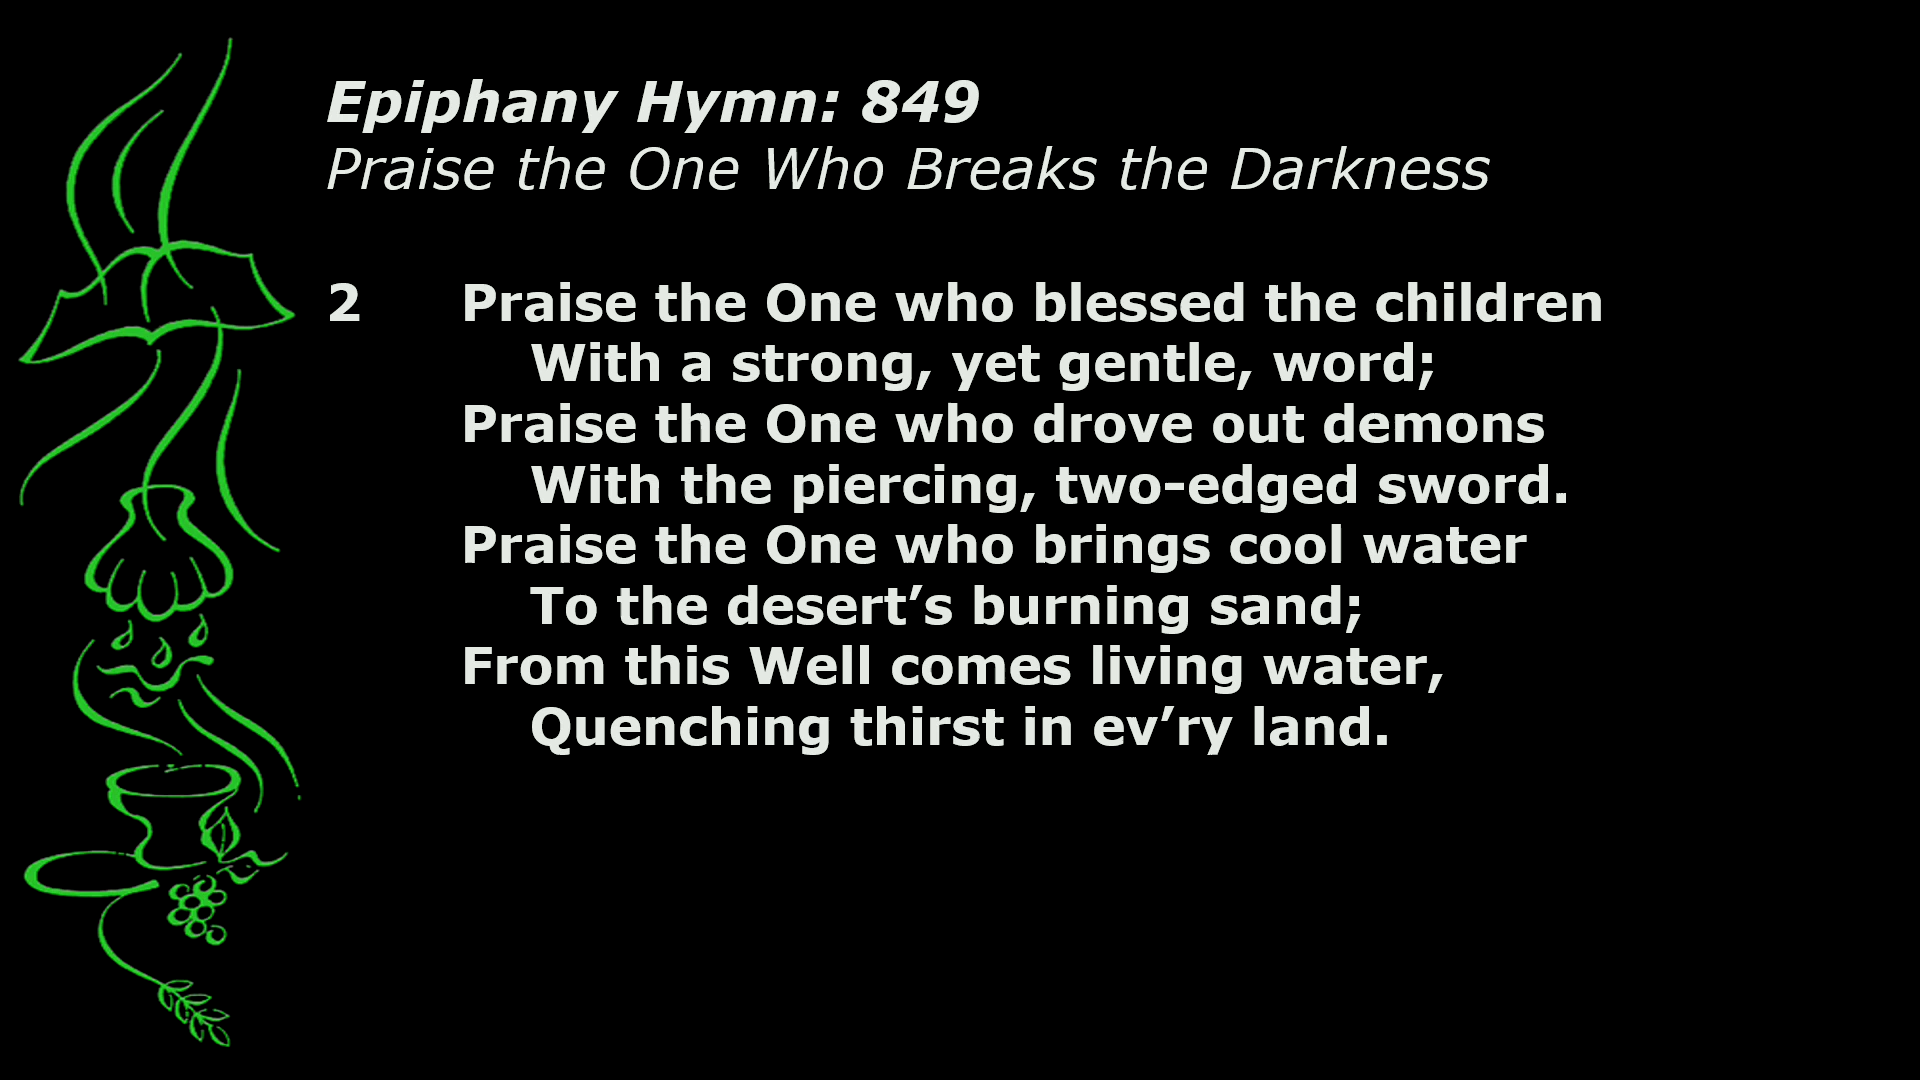 Epiphany Hymn: 849
Praise the One Who Breaks the Darkness
2 Praise the One who blessed the children
With a strong, yet gentle, word;
Praise the One who drove out demons
With the piercing, two-edged sword.
Praise the One who brings cool water
To the desert’s burning sand;
From this Well comes living water,
Quenching thirst in ev’ry land.